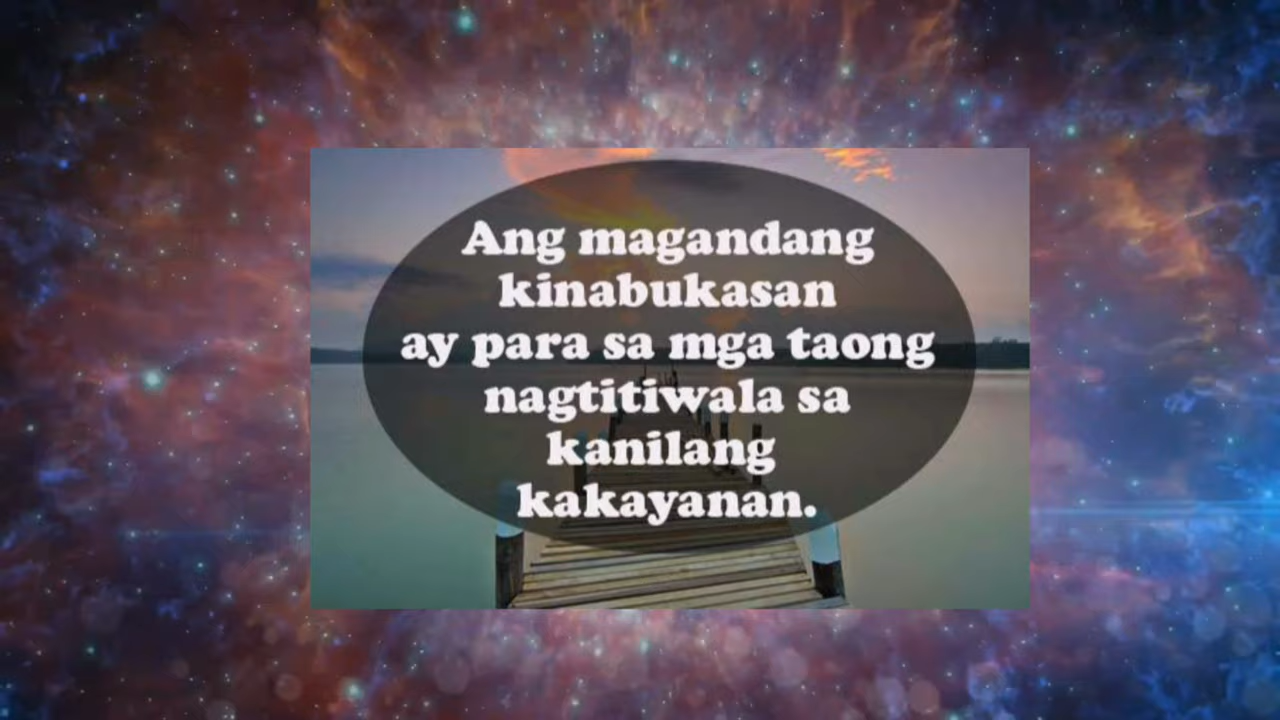 Ang magandang
kinabukasan
ay para sa mga taong
nagtitiwala sa
kanilang
kakayanan.